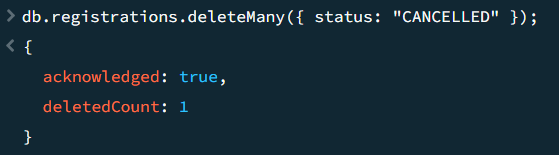 > db.registrations.deleteMany({ status: "CANCELLED" });
< {
acknowledged: true,
deletedCount: 1
}